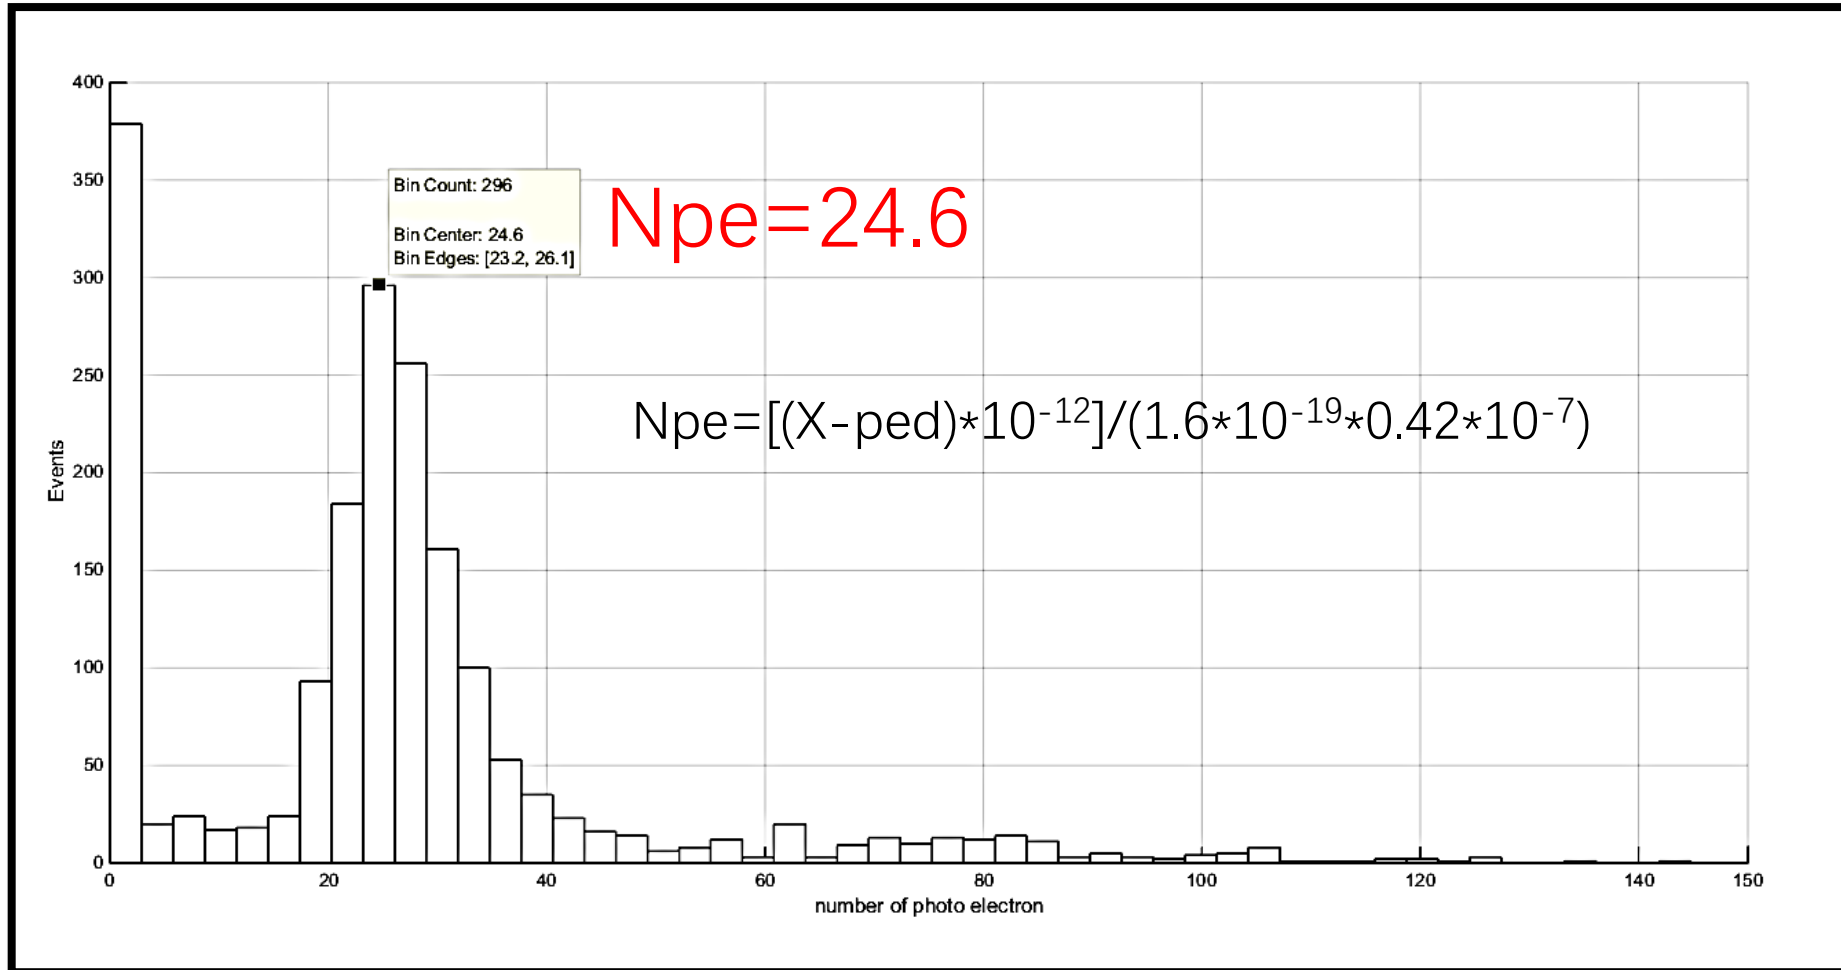 400
350
300
250
200
150
100
50
0
Events
Bin Count: 296
Bin Center: 24.6
Bin Edges: [23.2, 26.1]
Npe=24.6
Npe=[(X-ped)*10⁻¹²]/(1.6*10⁻¹⁹*0.42*10⁻⁷)
0 20 40 60 80 100 120 140 150
number of photo electron